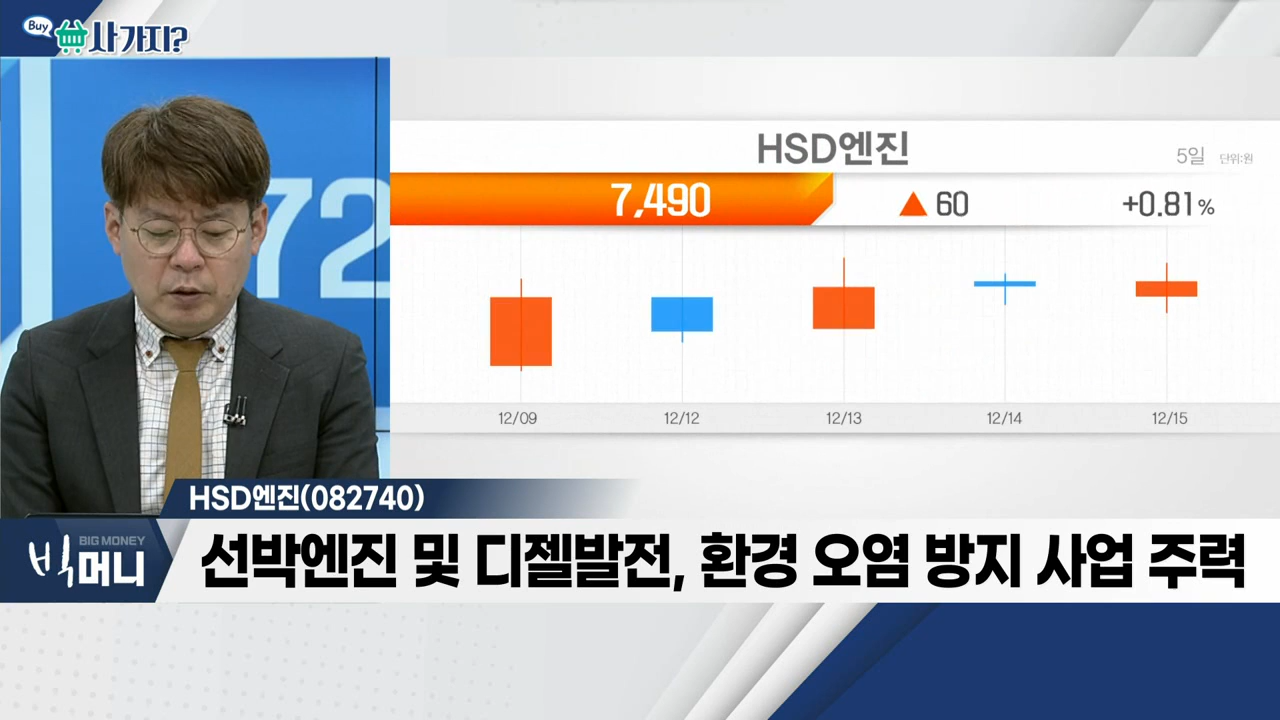 Buy
사가지?
72
HSD엔진
5일 단위:원
7,490 ▲ 60 +0.81%
12/09 12/12 12/13 12/14 12/15
HSD엔진(082740)
BIG MONEY
빅머니
선박엔진 및 디젤발전, 환경 오염 방지 사업 주력